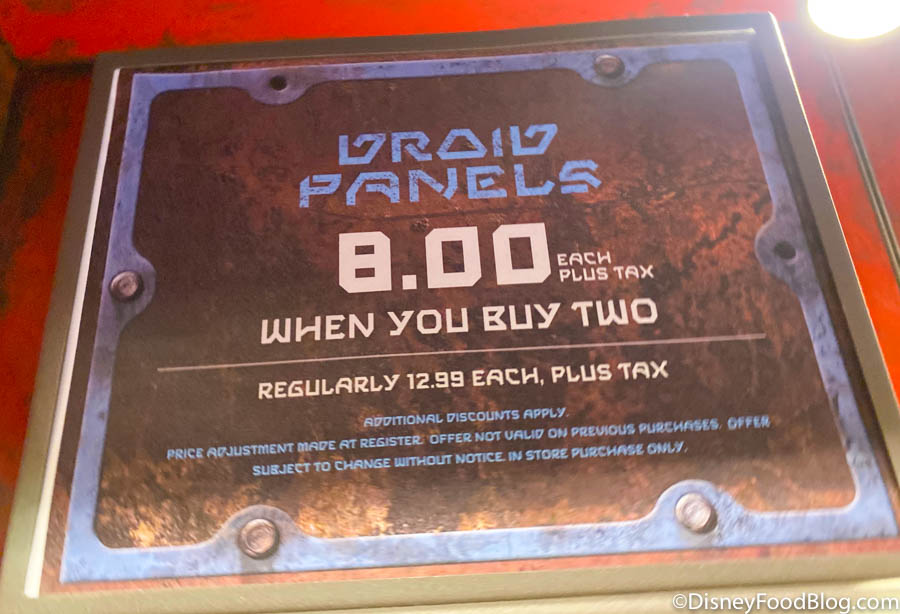 DROID
PANELS
8.00 EACH
PLUS TAX
WHEN YOU BUY TWO
REGULARLY 12.99 EACH, PLUS TAX
ADDITIONAL DISCOUNTS APPLY.
PRICE ADJUSTMENT MADE AT REGISTER. OFFER NOT VALID ON PREVIOUS PURCHASES. OFFER
SUBJECT TO CHANGE WITHOUT NOTICE. IN STORE PURCHASE ONLY.
©DisneyFoodBlog.com